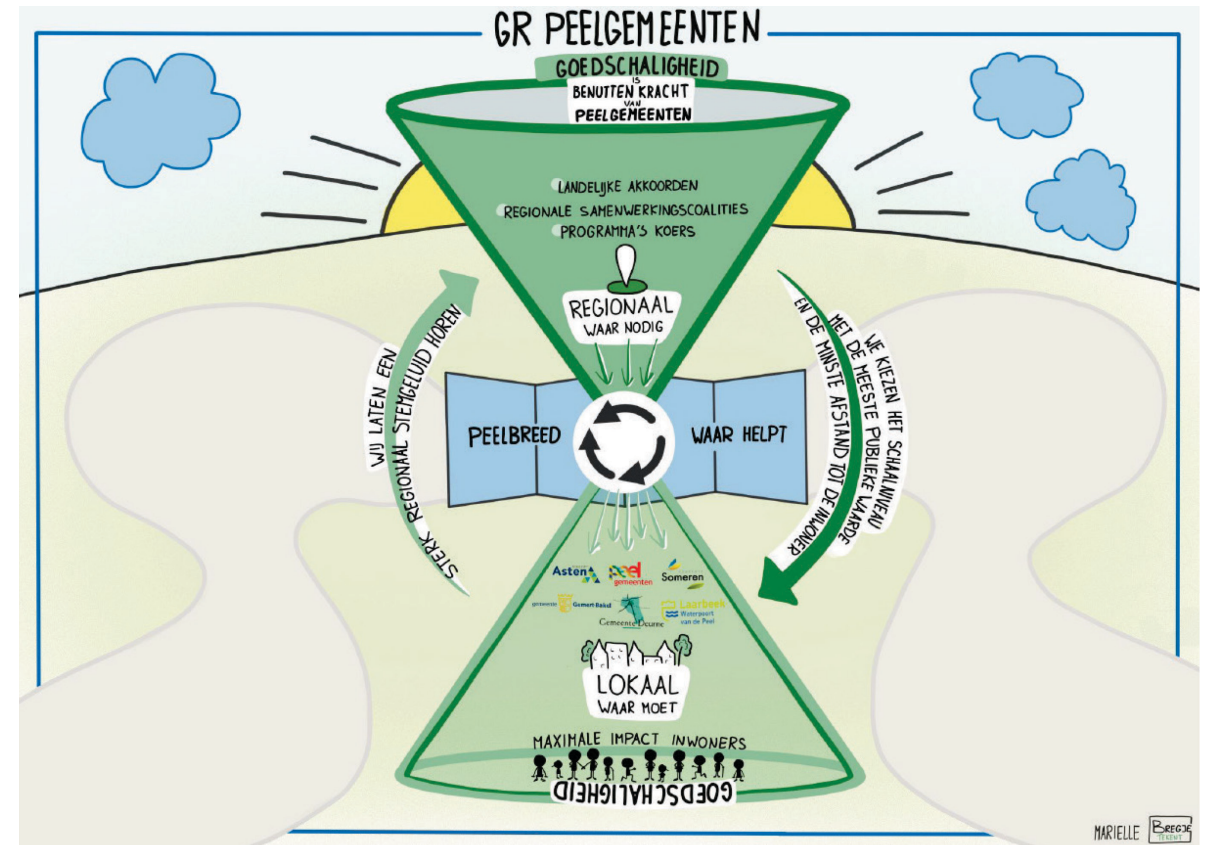 GR PEELGEMEENTEN
GOEDSCHALIGHEID
IS
BENUTTEN KRACHT
VAN
PEELGEMEENTEN
LANDELIJKE AKKOORDEN
REGIONALE SAMENWERKINGSCOALITIES
PROGRAMMA'S KOERS
REGIONAAL
WAAR NODIG
WIJ LATEN EEN
STERK REGIONAAL STEMGELUID HOREN
WE KIEZEN HET SCHAALNIVEAU
MET DE MEESTE PUBLIEKE WAARDE
EN DE MINSTE AFSTAND TOT DE INWONER
PEELBREED
WAAR HELPT
Asten
peel
gemeenten
Someren
gemeente Gemert-Bakel
Gemeente Deurne
Laarbeek
Waterpoort
van de Peel
LOKAAL
WAAR MOET
MAXIMALE IMPACT INWONERS
GOEDSCHALIGHEID
MARIELLE
BREGJE
TEKENT